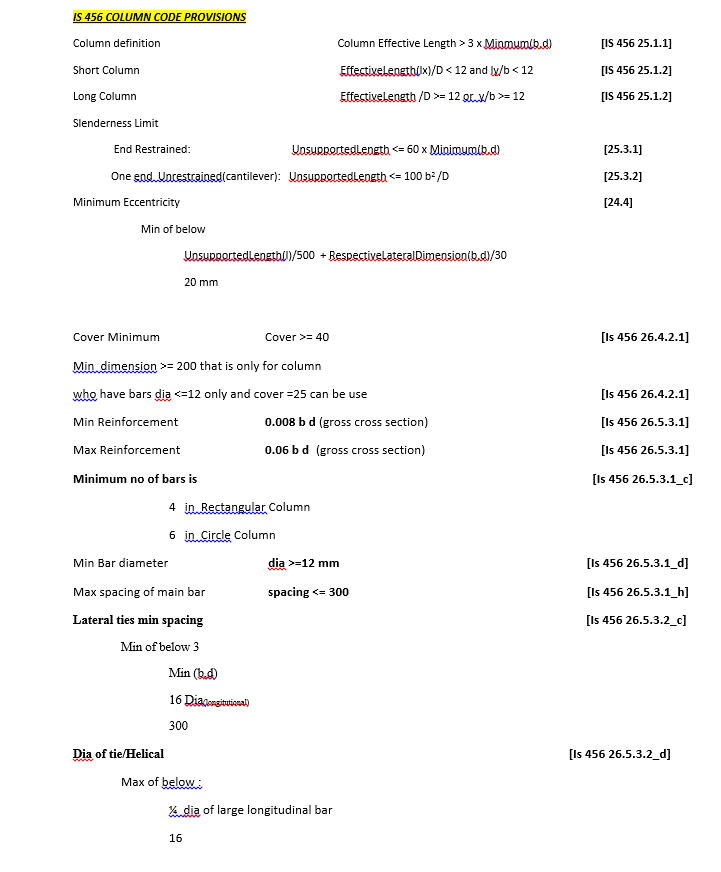 IS 456 COLUMN CODE PROVISIONS
Column definition Column Effective Length > 3 x Minmum(b,d) [IS 456 25.1.1]
Short Column EffectiveLength(lx)/D < 12 and ly/b < 12 [IS 456 25.1.2]
Long Column EffectiveLength /D >= 12 or y/b >= 12 [IS 456 25.1.2]
Slenderness Limit
End Restrained: UnsupportedLength <= 60 x Minimum(b,d) [25.3.1]
One end Unrestrained(cantilever): UnsupportedLength <= 100 b² /D [25.3.2]
Minimum Eccentricity [24.4]
Min of below
UnsupportedLength(l)/500 + RespectiveLateralDimension(b,d)/30
20 mm
Cover Minimum Cover >= 40 [Is 456 26.4.2.1]
Min dimension >= 200 that is only for column
who have bars dia <=12 only and cover =25 can be use [Is 456 26.4.2.1]
Min Reinforcement 0.008 b d (gross cross section) [Is 456 26.5.3.1]
Max Reinforcement 0.06 b d (gross cross section) [Is 456 26.5.3.1]
Minimum no of bars is [Is 456 26.5.3.1_c]
4 in Rectangular Column
6 in Circle Column
Min Bar diameter dia >=12 mm [Is 456 26.5.3.1_d]
Max spacing of main bar spacing <= 300 [Is 456 26.5.3.1_h]
Lateral ties min spacing [Is 456 26.5.3.2_c]
Min of below 3
Min (b,d)
16 Dia(longitutional)
300
Dia of tie/Helical [Is 456 26.5.3.2_d]
Max of below :
¼ dia of large longitudinal bar
16